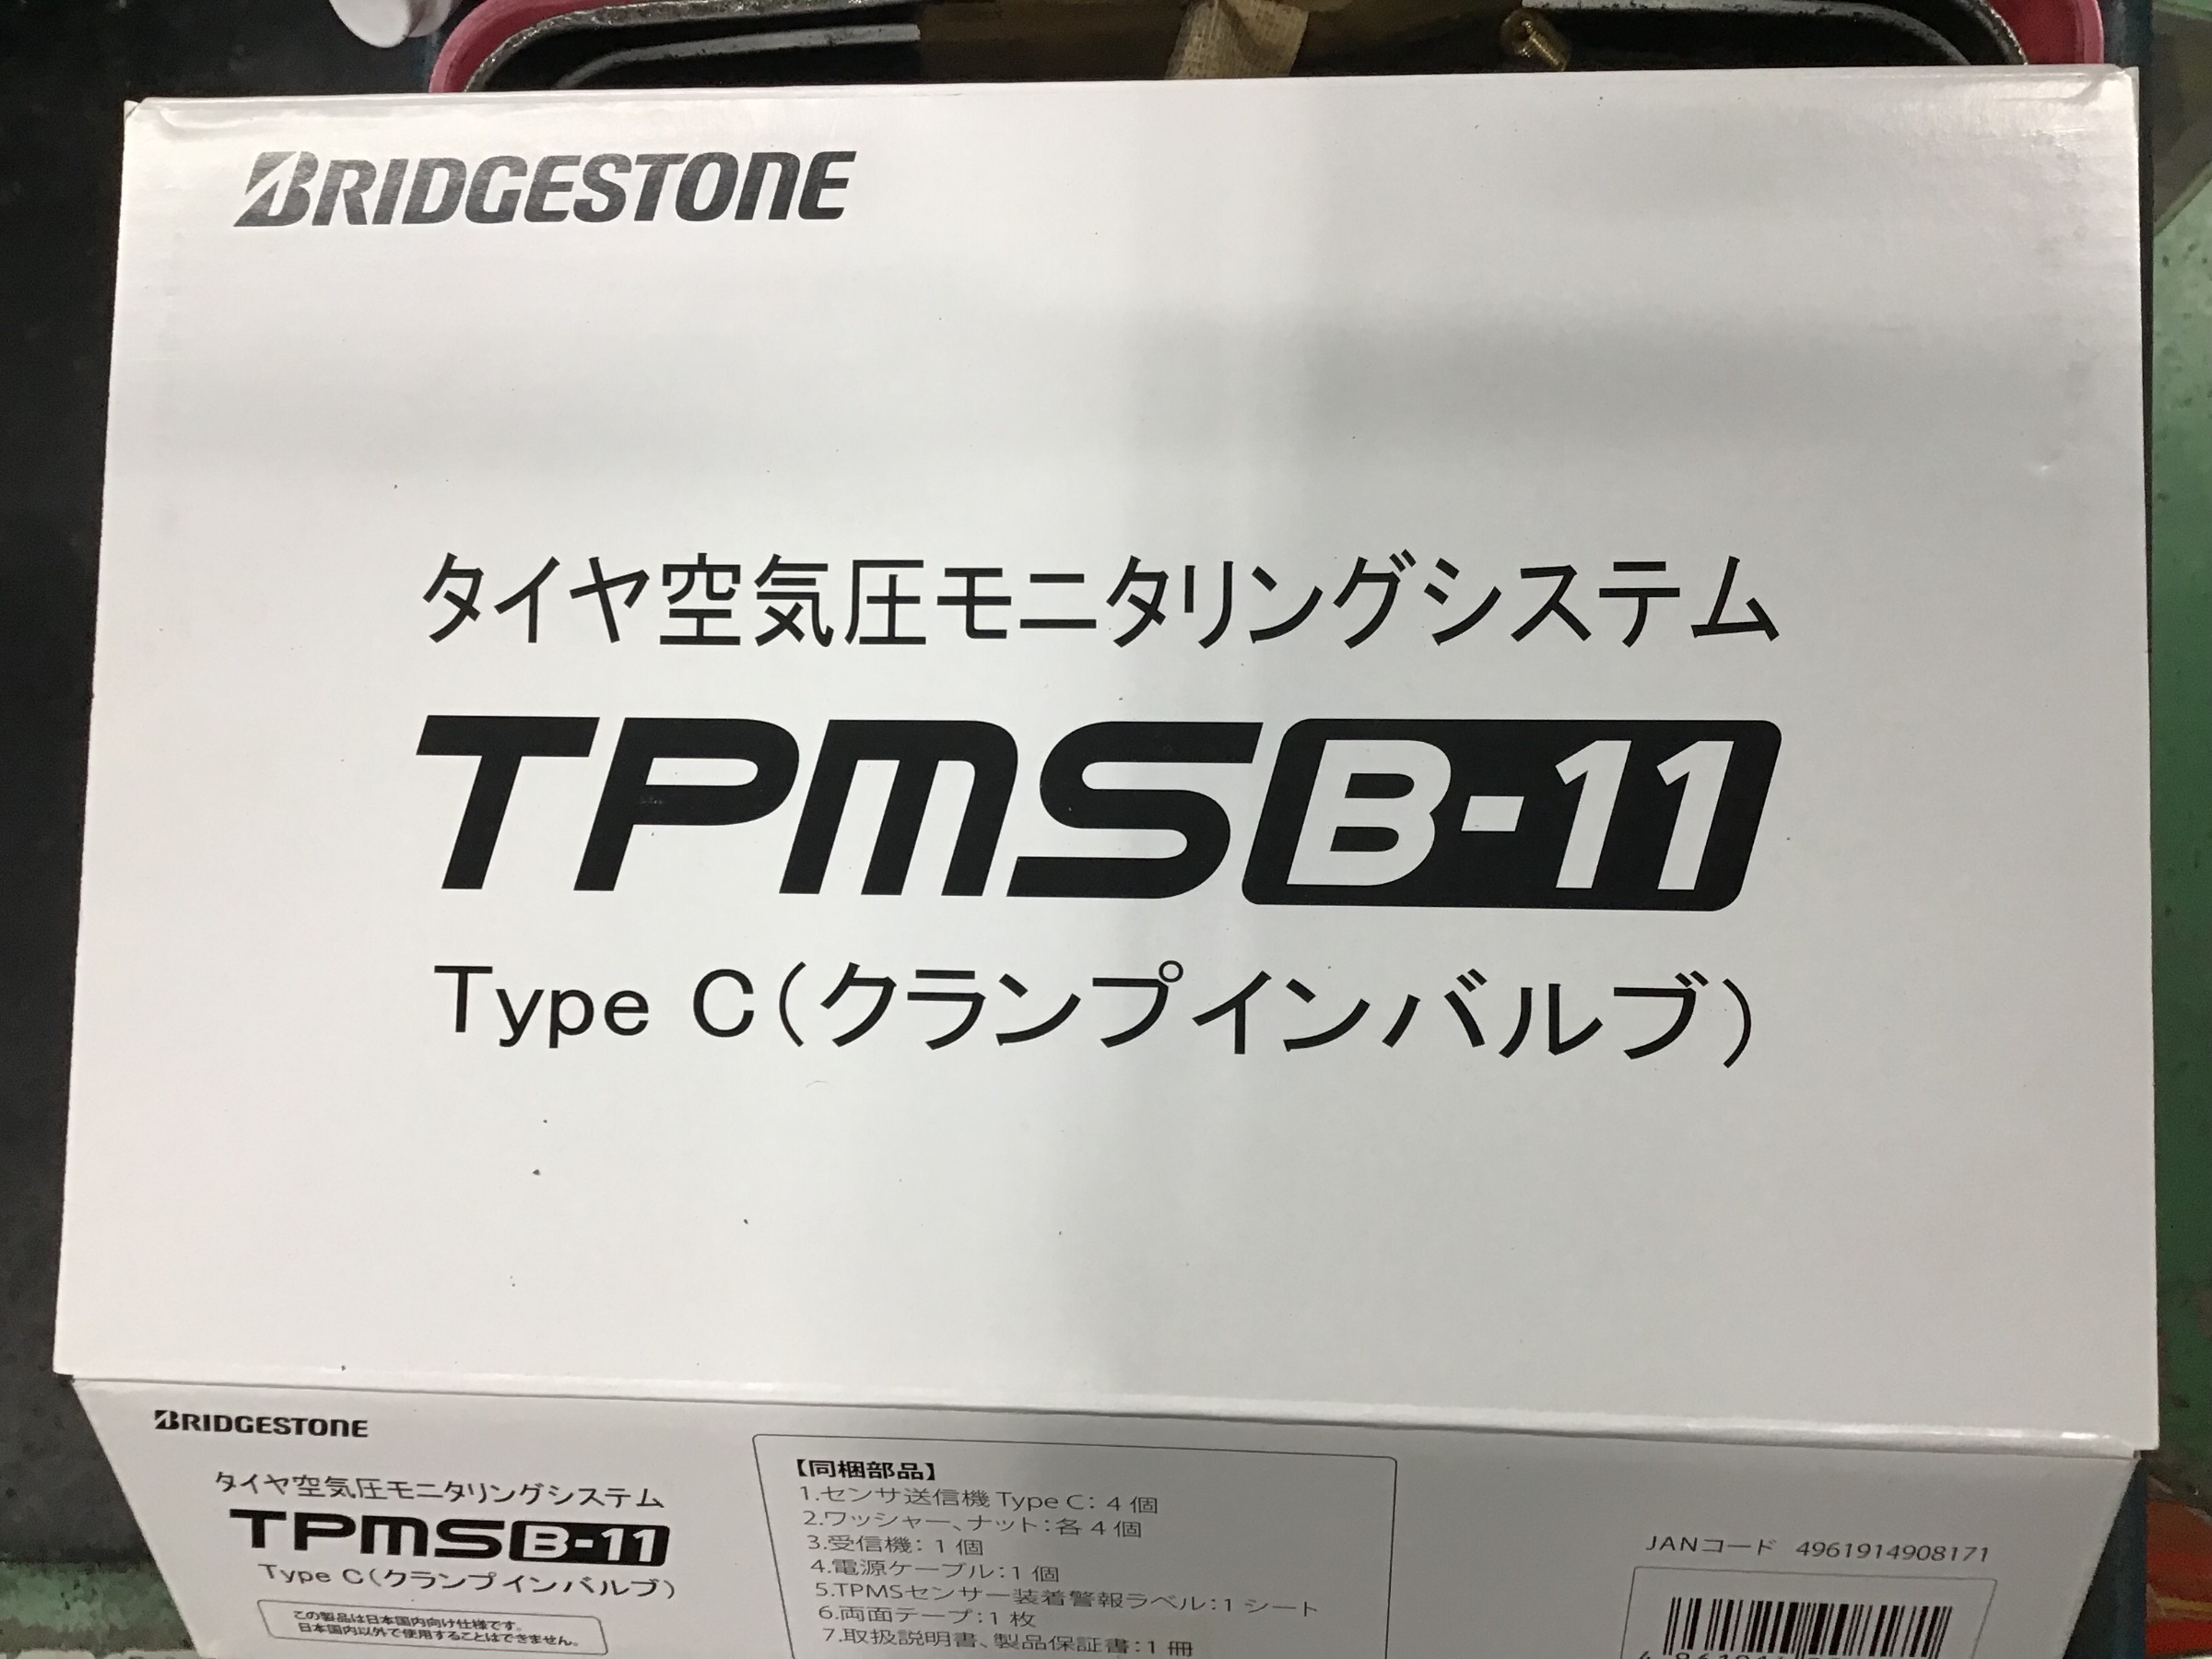 BRIDGESTONE
タイヤ空気圧モニタリングシステム
TPMS B-11
Type C(クランプインバルブ)
BRIDGESTONE
タイヤ空気圧モニタリングシステム
TPMS B-11
Type C(クランプインバルブ)
この製品は日本国内向け仕様です。
日本国内以外で使用することはできません。
【同梱部品】
1.センサ送信機 Type C: 4 個
2.ワッシャー、ナット:各 4 個
3.受信機: 1 個
4.電源ケーブル:1 個
5.TPMSセンサー装着警報ラベル:1 シート
6.両面テープ:1 枚
7.取扱説明書、製品保証書:1 冊
JANコード 4961914908171